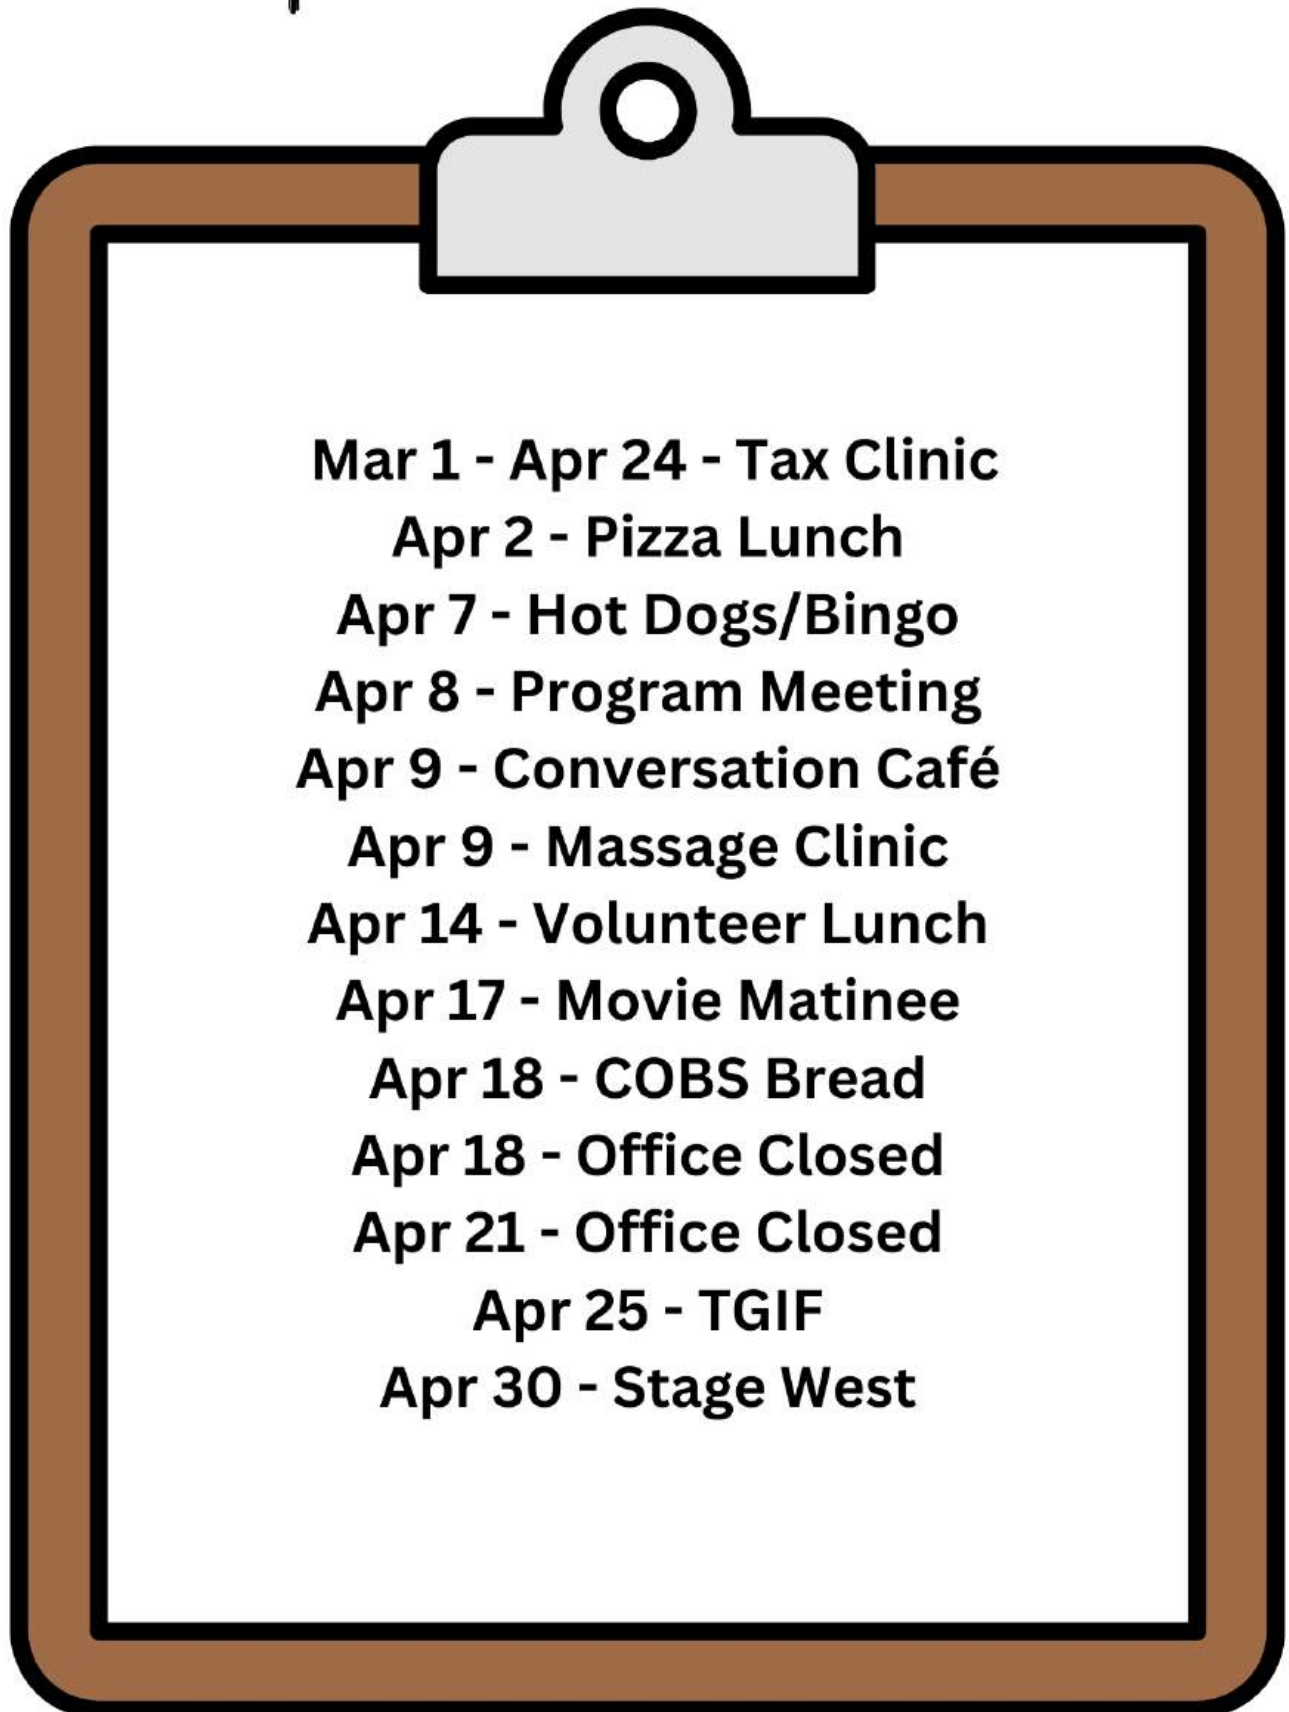 Mar 1 - Apr 24 - Tax Clinic
Apr 2 - Pizza Lunch
Apr 7 - Hot Dogs/Bingo
Apr 8 - Program Meeting
Apr 9 - Conversation Café
Apr 9 - Massage Clinic
Apr 14 - Volunteer Lunch
Apr 17 - Movie Matinee
Apr 18 - COBS Bread
Apr 18 - Office Closed
Apr 21 - Office Closed
Apr 25 - TGIF
Apr 30 - Stage West